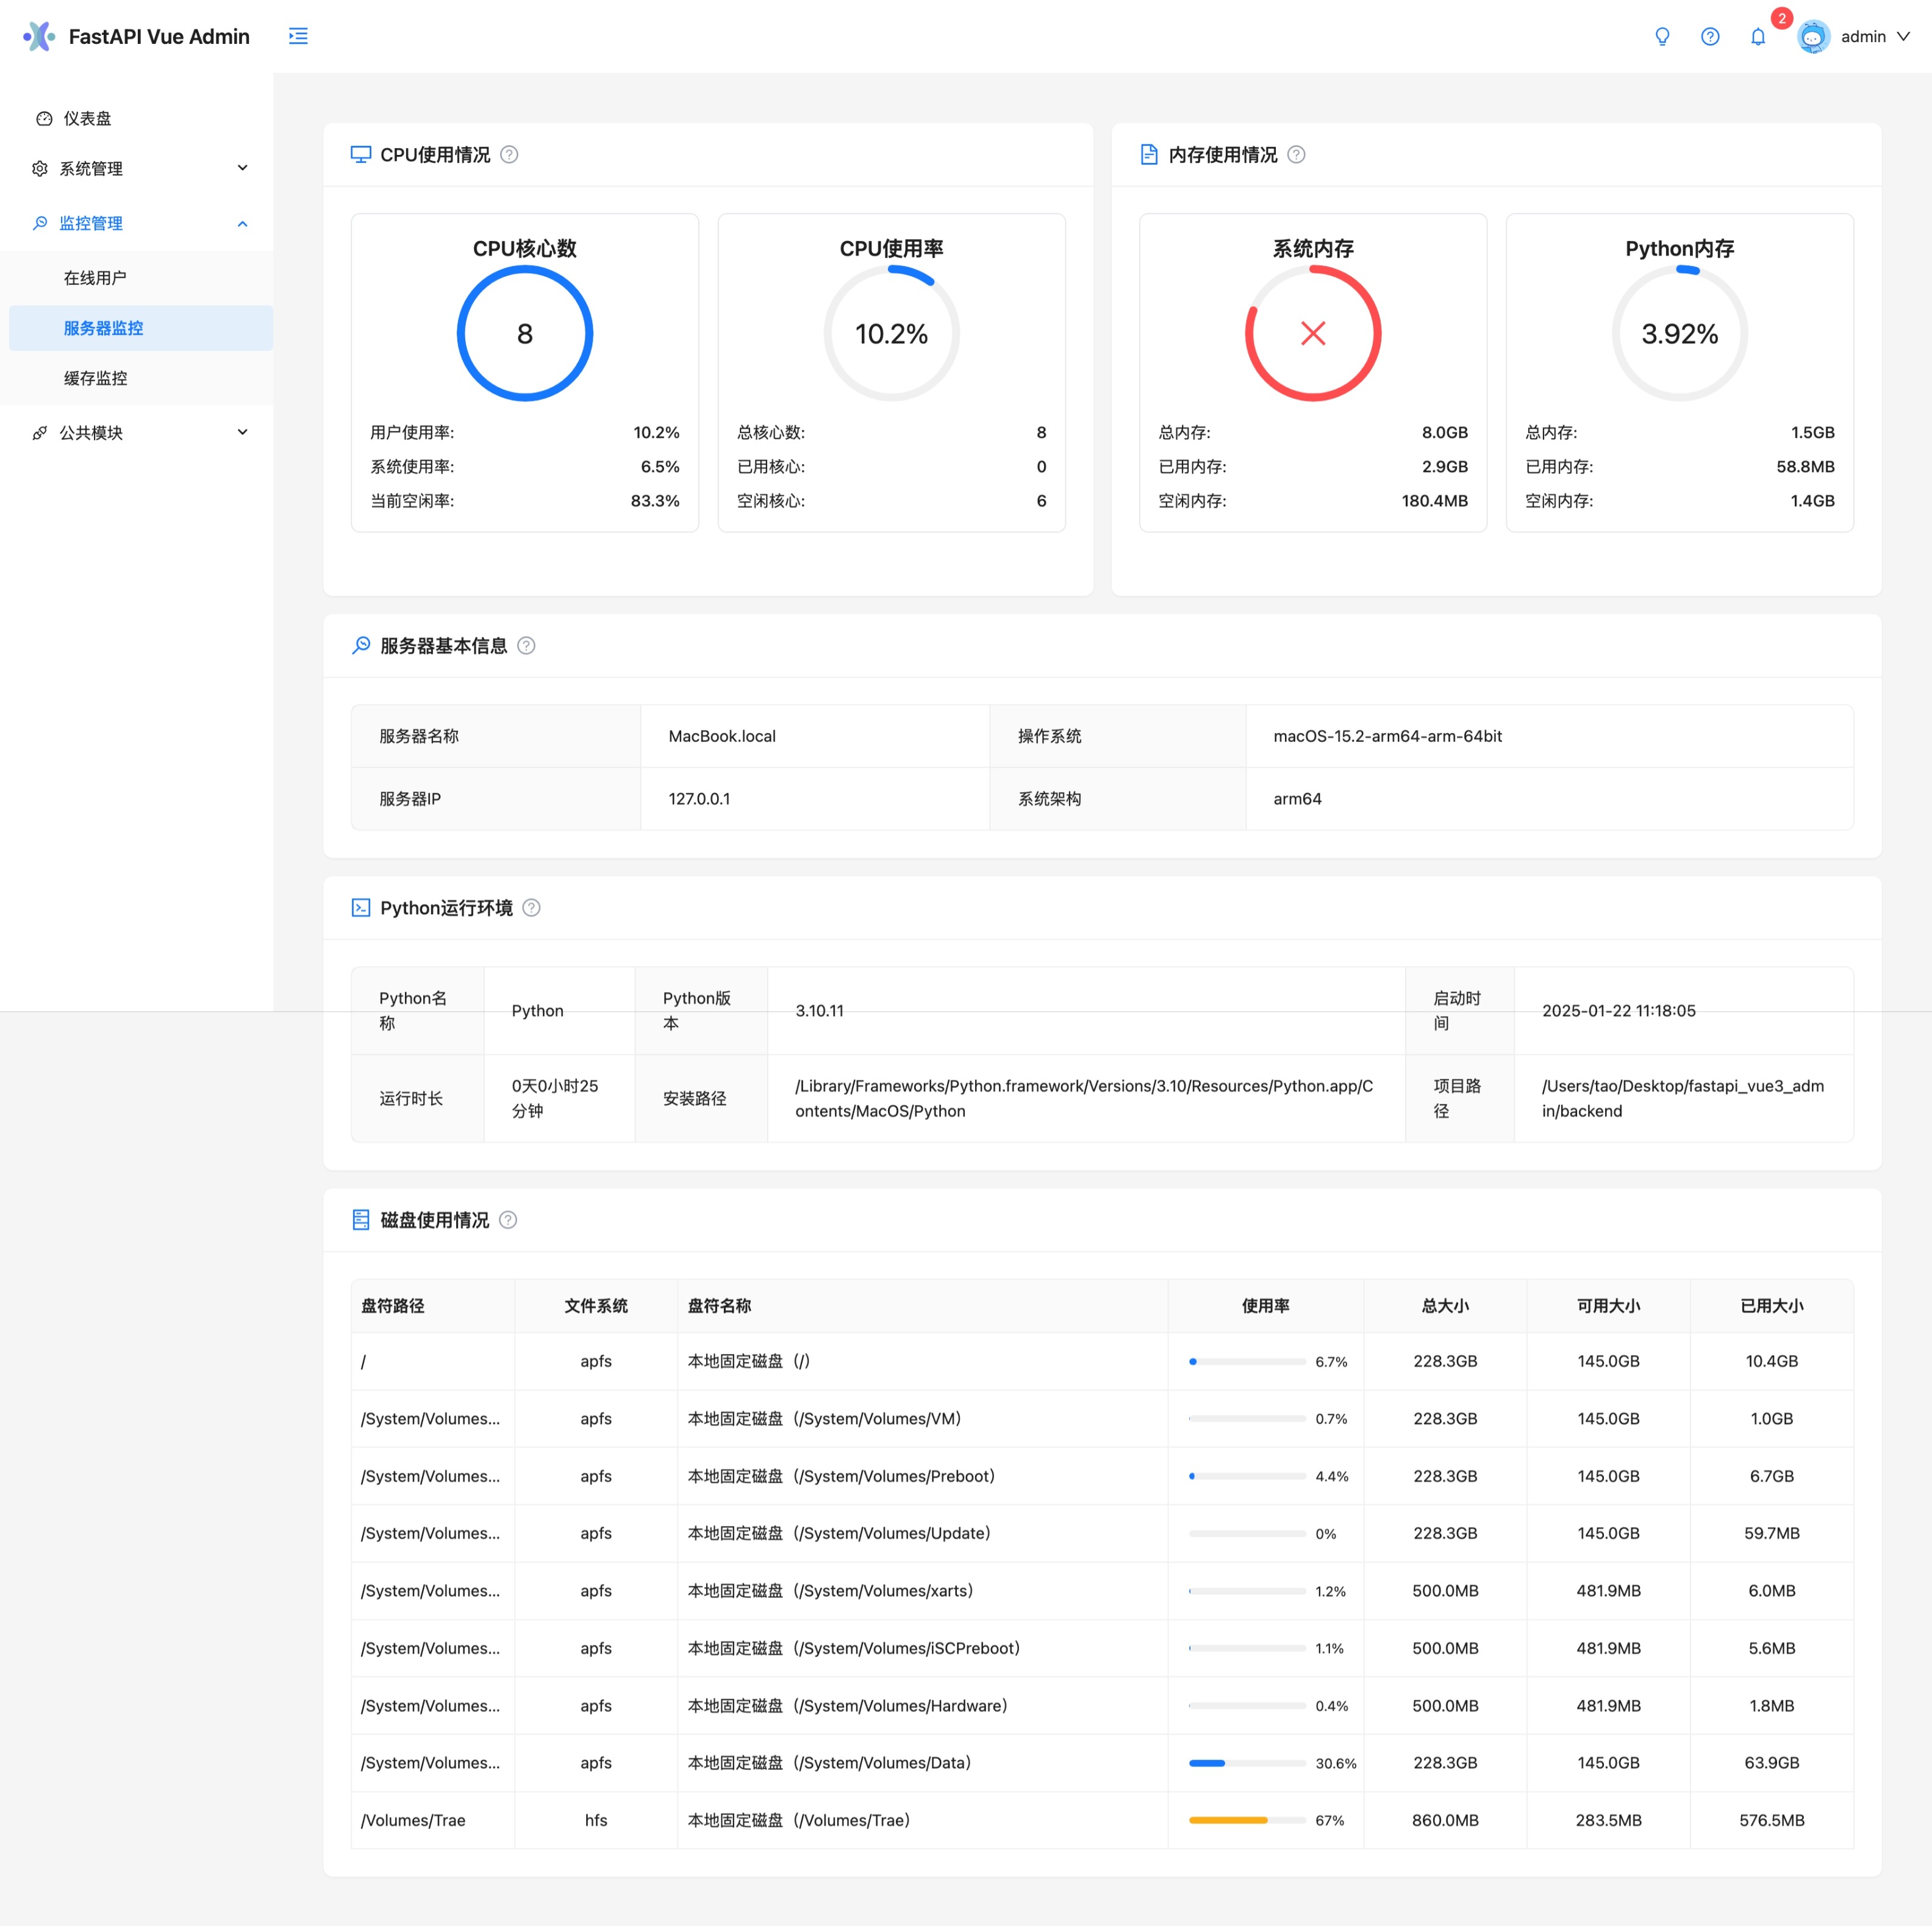 FastAPI Vue Admin
2
admin
仪表盘
系统管理
监控管理
在线用户
服务器监控
缓存监控
公共模块
CPU使用情况
CPU核心数
8
用户使用率: 10.2%
系统使用率: 6.5%
当前空闲率: 83.3%
CPU使用率
10.2%
总核心数: 8
已用核心: 0
空闲核心: 6
内存使用情况
系统内存
总内存: 8.0GB
已用内存: 2.9GB
空闲内存: 180.4MB
Python内存
3.92%
总内存: 1.5GB
已用内存: 58.8MB
空闲内存: 1.4GB
服务器基本信息
服务器名称 MacBook.local 操作系统 macOS-15.2-arm64-arm-64bit
服务器IP 127.0.0.1 系统架构 arm64
Python运行环境
Python名
称
Python
Python版
本
3.10.11
启动时
间
2025-01-22 11:18:05
运行时长
0天0小时25
分钟
安装路径
/Library/Frameworks/Python.framework/Versions/3.10/Resources/Python.app/C
ontents/MacOS/Python
项目路
径
/Users/tao/Desktop/fastapi_vue3_adm
in/backend
磁盘使用情况
盘符路径 文件系统 盘符名称 使用率 总大小 可用大小 已用大小
/ apfs 本地固定磁盘（/） 6.7% 228.3GB 145.0GB 10.4GB
/System/Volumes... apfs 本地固定磁盘（/System/Volumes/VM） 0.7% 228.3GB 145.0GB 1.0GB
/System/Volumes... apfs 本地固定磁盘（/System/Volumes/Preboot） 4.4% 228.3GB 145.0GB 6.7GB
/System/Volumes... apfs 本地固定磁盘（/System/Volumes/Update） 0% 228.3GB 145.0GB 59.7MB
/System/Volumes... apfs 本地固定磁盘（/System/Volumes/xarts） 1.2% 500.0MB 481.9MB 6.0MB
/System/Volumes... apfs 本地固定磁盘（/System/Volumes/iSCPreboot） 1.1% 500.0MB 481.9MB 5.6MB
/System/Volumes... apfs 本地固定磁盘（/System/Volumes/Hardware） 0.4% 500.0MB 481.9MB 1.8MB
/System/Volumes... apfs 本地固定磁盘（/System/Volumes/Data） 30.6% 228.3GB 145.0GB 63.9GB
/Volumes/Trae hfs 本地固定磁盘（/Volumes/Trae） 67% 860.0MB 283.5MB 576.5MB